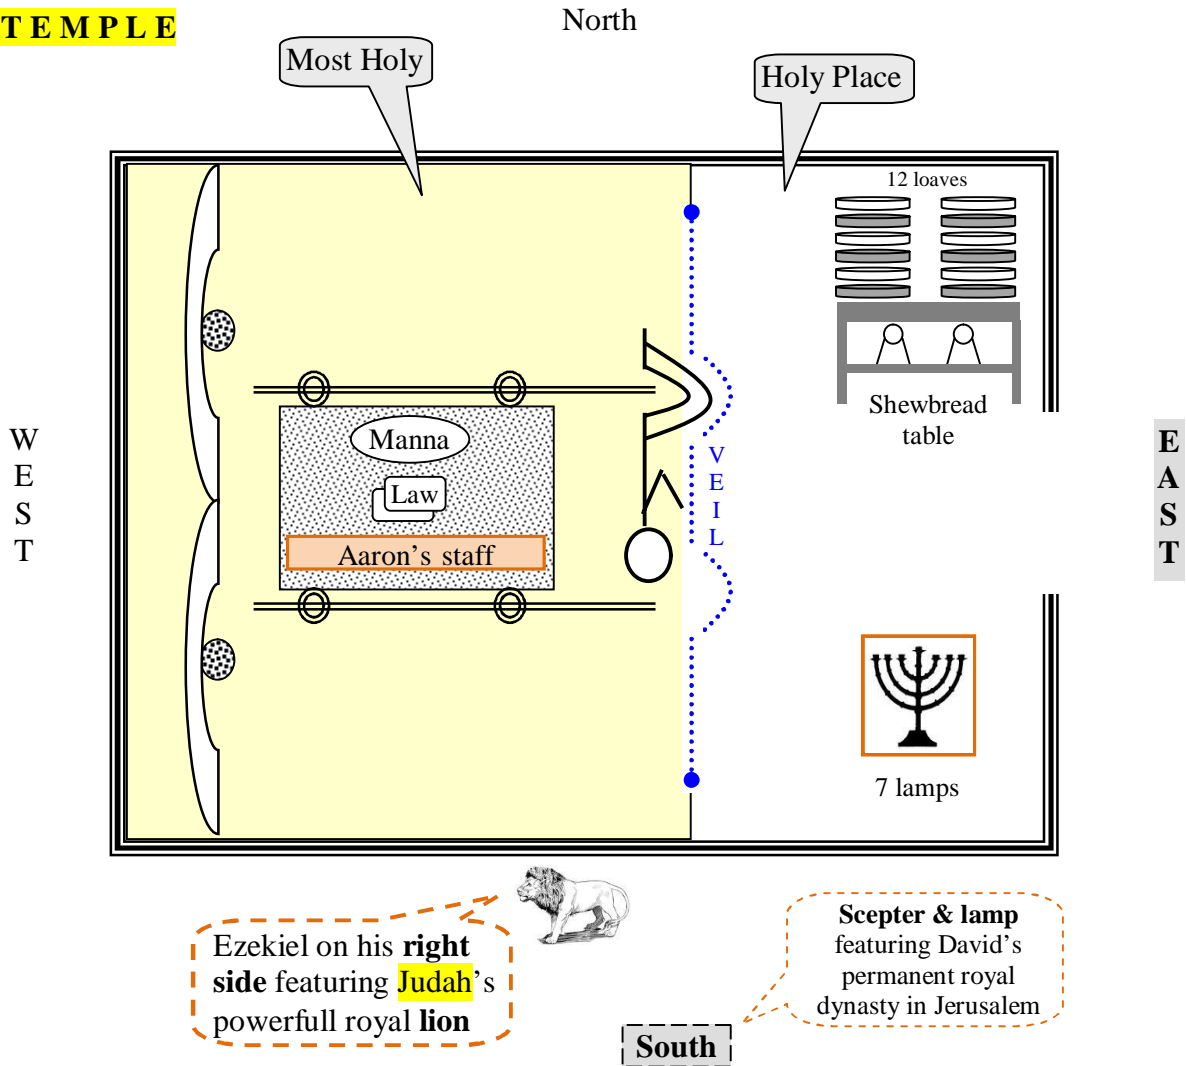 T E M P L E
North
Most Holy
Holy Place
12 loaves
Shewbread
table
W
E
S
T
Manna
Law
Aaron’s staff
V
E
I
L
E
A
S
T
7 lamps
Ezekiel on his right
side featuring Judah’s
powerfull royal lion
Scepter & lamp
featuring David’s
permanent royal
dynasty in Jerusalem
South